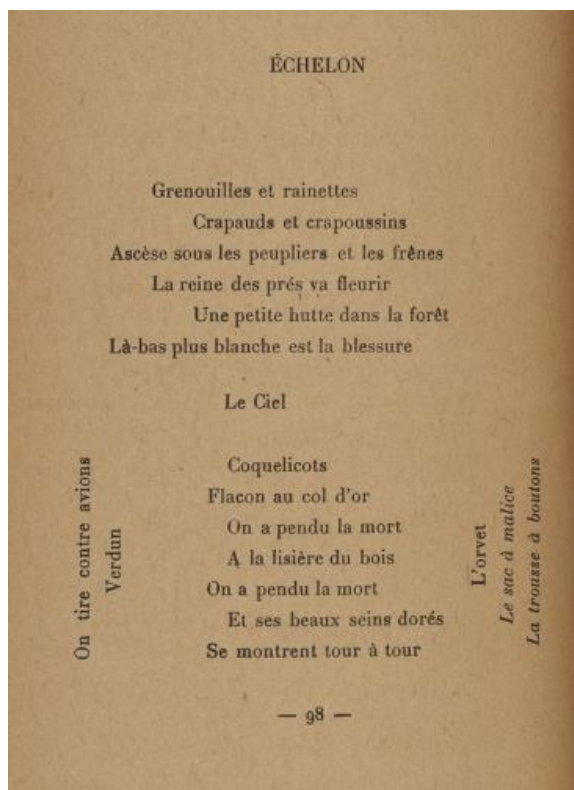 ÉCHELON
Grenouilles et rainettes
Crapauds et crapoussins
Ascèse sous les peupliers et les frênes
La reine des prés va fleurir
Une petite hutte dans la forêt
Là-bas plus blanche est la blessure
Le Ciel
On tire contre avions
Verdun
Coquelicots
Flacon au col d'or
On a pendu la mort
A la lisière du bois
On a pendu la mort
Et ses beaux seins dorés
Se montrent tour à tour
L'orvet
Le sac à malice
La trousse à boutons
— 98 —